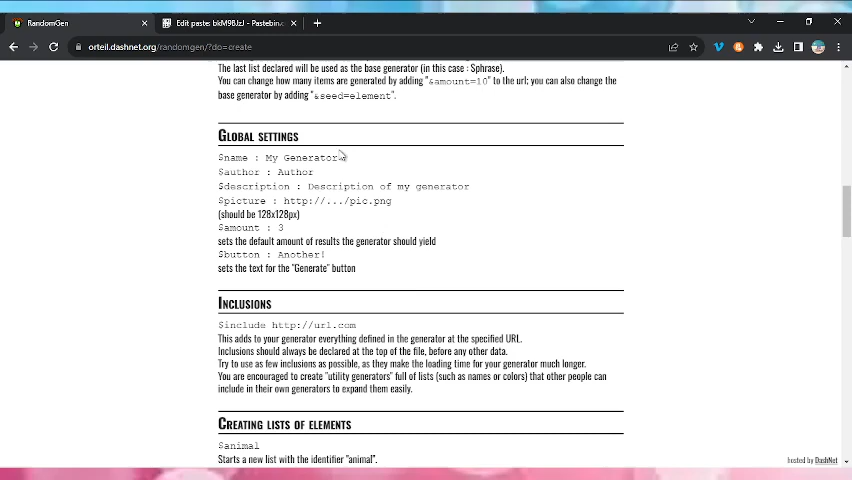 RandomGen
Edit paste: bkM9BJzJ - Pastebin.
orteil.dashnet.org/randomgen/?do=create
The last list declared will be used as the base generator (in this case : $phrase).
You can change how many items are generated by adding "&amount=10" to the url; you can also change the
base generator by adding "&seed=element".
GLOBAL SETTINGS
$name : My Generator
$author : Author
$description : Description of my generator
$picture : http://.../pic.png
(should be 128x128px)
$amount : 3
sets the default amount of results the generator should yield
$button : Another!
sets the text for the "Generate" button
INCLUSIONS
$include http://url.com
This adds to your generator everything defined in the generator at the specified URL.
Inclusions should always be declared at the top of the file, before any other data.
Try to use as few inclusions as possible, as they make the loading time for your generator much longer.
You are encouraged to create "utility generators" full of lists (such as names or colors) that other people can
include in their own generators to expand them easily.
CREATING LISTS OF ELEMENTS
$animal
Starts a new list with the identifier "animal".
hosted by DashNet